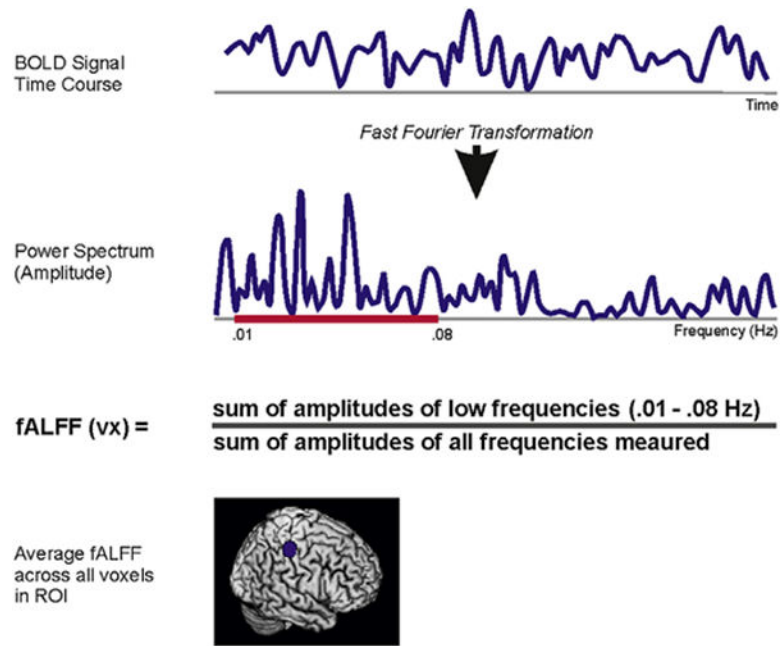 BOLD Signal
Time Course
Time
Fast Fourier Transformation
Power Spectrum
(Amplitude)
.01
.08
Frequency (Hz)
fALFF (vx) =
sum of amplitudes of low frequencies (.01 - .08 Hz)
sum of amplitudes of all frequencies meaured
Average fALFF
across all voxels
in ROI